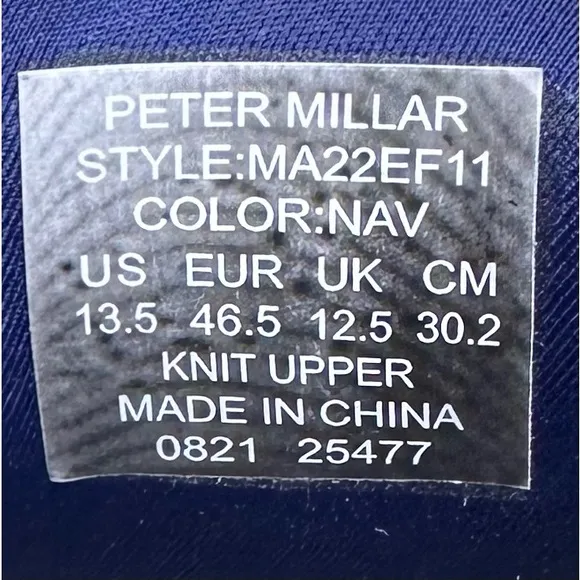 PETER MILLAR
STYLE:MA22EF11
COLOR:NAV
US EUR UK CM
13.5 46.5 12.5 30.2
KNIT UPPER
MADE IN CHINA
0821 25477